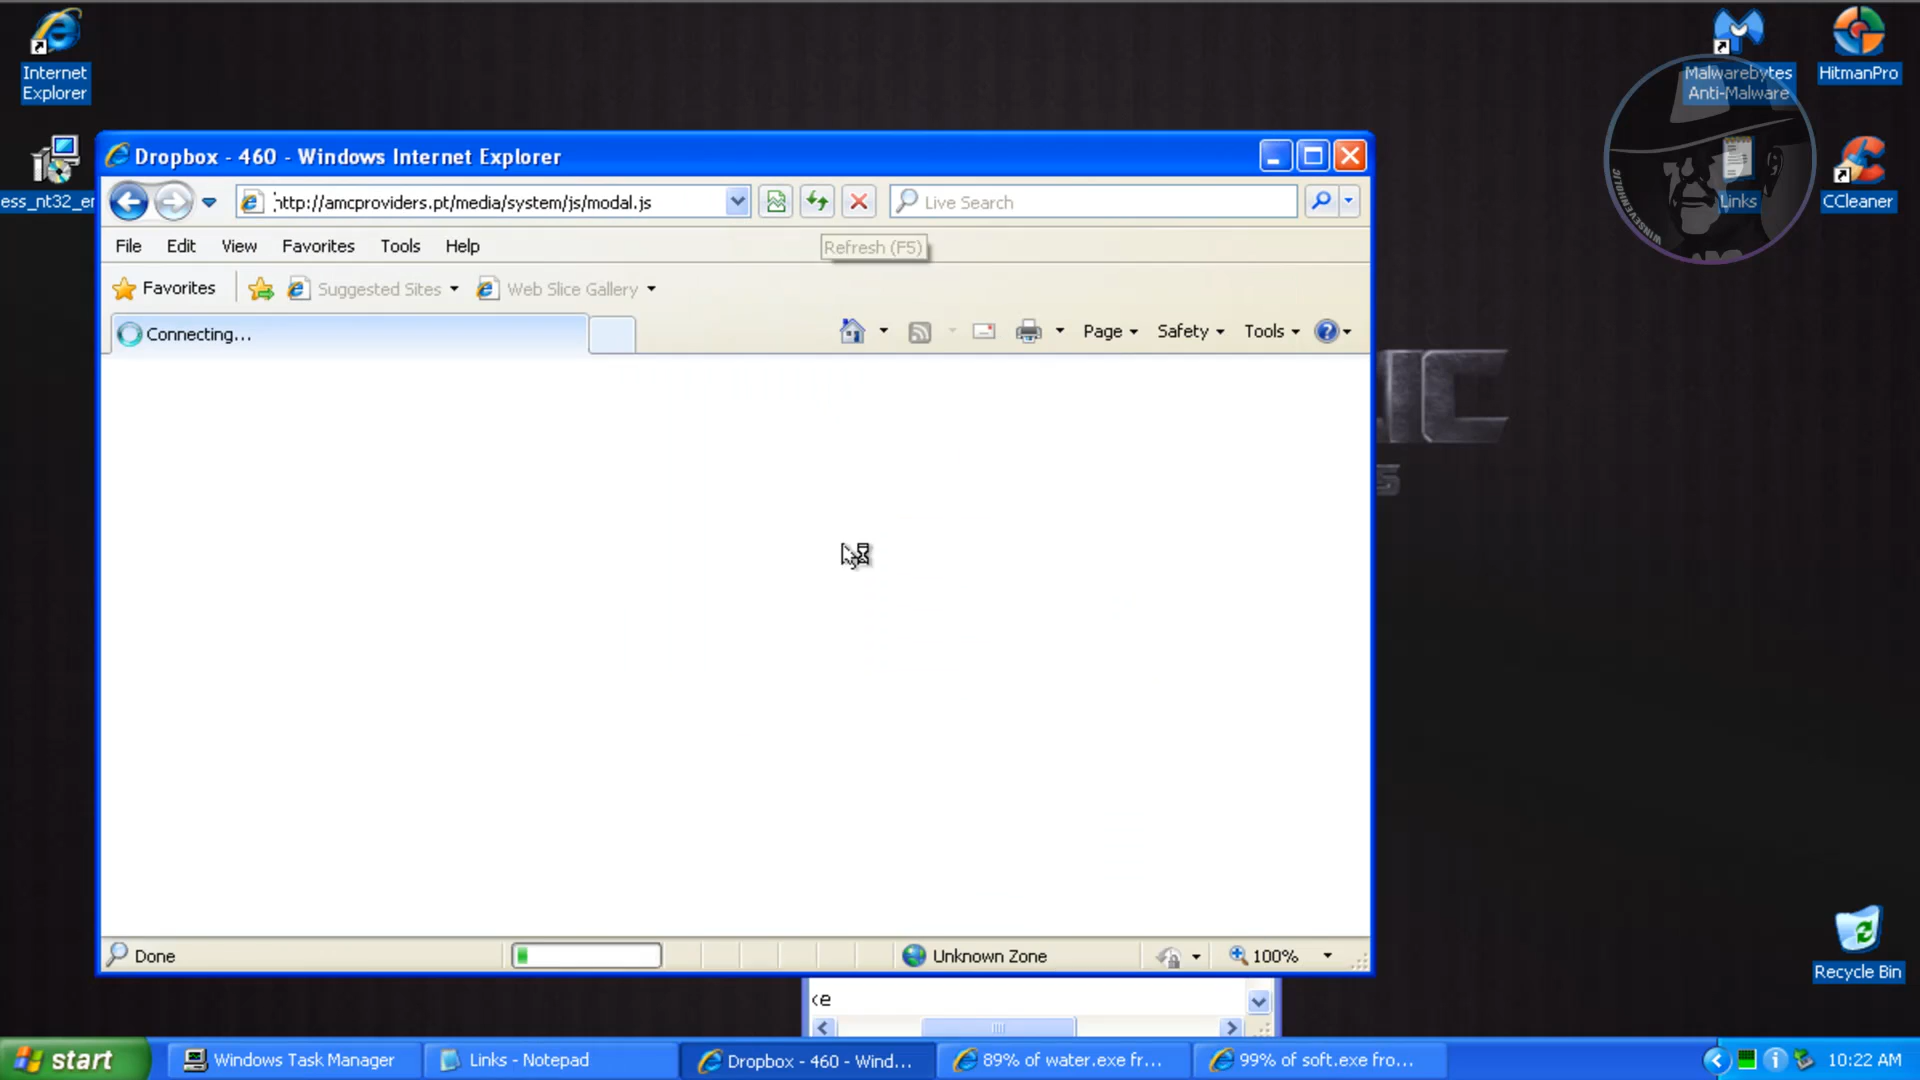 Internet
Explorer
Malwarebytes
Anti-Malware
HitmanPro
Dropbox - 460 - Windows Internet Explorer
ess_nt32_en
http://amcproviders.pt/media/system/js/modal.js
Live Search
Links
CCleaner
WINSEVENHOLIC
File Edit View Favorites Tools Help
Refresh (F5)
Favorites Suggested Sites Web Slice Gallery
Connecting...
Page Safety Tools
Done
Unknown Zone
100%
Recycle Bin
start
Windows Task Manager
Links - Notepad
Dropbox - 460 - Wind...
89% of water.exe fr...
99% of soft.exe fro...
10:22 AM